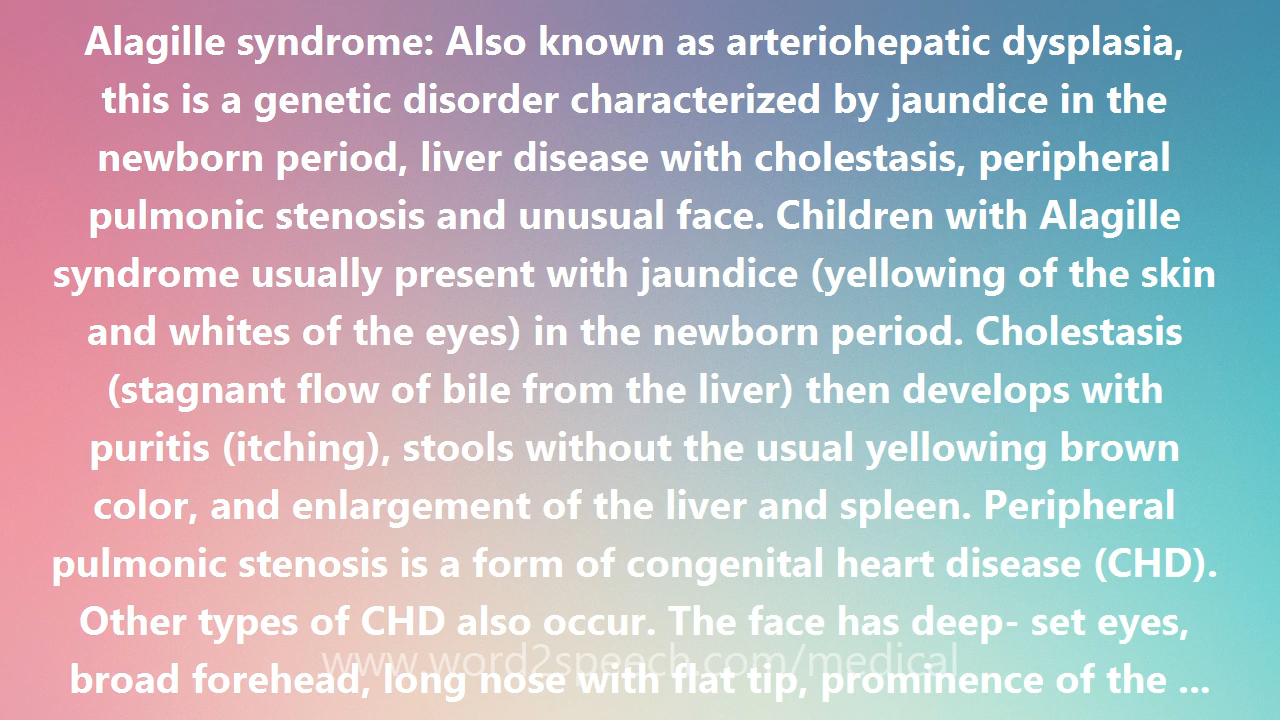 Alagille syndrome: Also known as arteriohepatic dysplasia,
this is a genetic disorder characterized by jaundice in the
newborn period, liver disease with cholestasis, peripheral
pulmonic stenosis and unusual face. Children with Alagille
syndrome usually present with jaundice (yellowing of the skin
and whites of the eyes) in the newborn period. Cholestasis
(stagnant flow of bile from the liver) then develops with
puritis (itching), stools without the usual yellowing brown
color, and enlargement of the liver and spleen. Peripheral
pulmonic stenosis is a form of congenital heart disease (CHD).
Other types of CHD also occur. The face has deep- set eyes,
www.word2speech.com/medical
broad forehead, long nose with flat tip, prominence of the ...